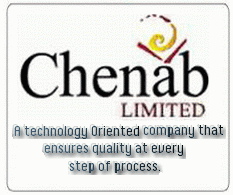 Chenab
LIMITED
A technology Oriented company that
ensures quality at every
step of process.